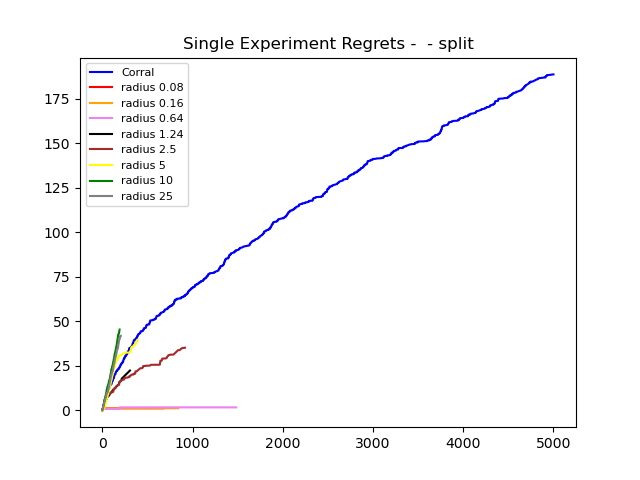 Single Experiment Regrets -  - split
Corral
radius 0.08
radius 0.16
radius 0.64
radius 1.24
radius 2.5
radius 5
radius 10
radius 25
175
150
125
100
75
50
25
0
0 1000 2000 3000 4000 5000